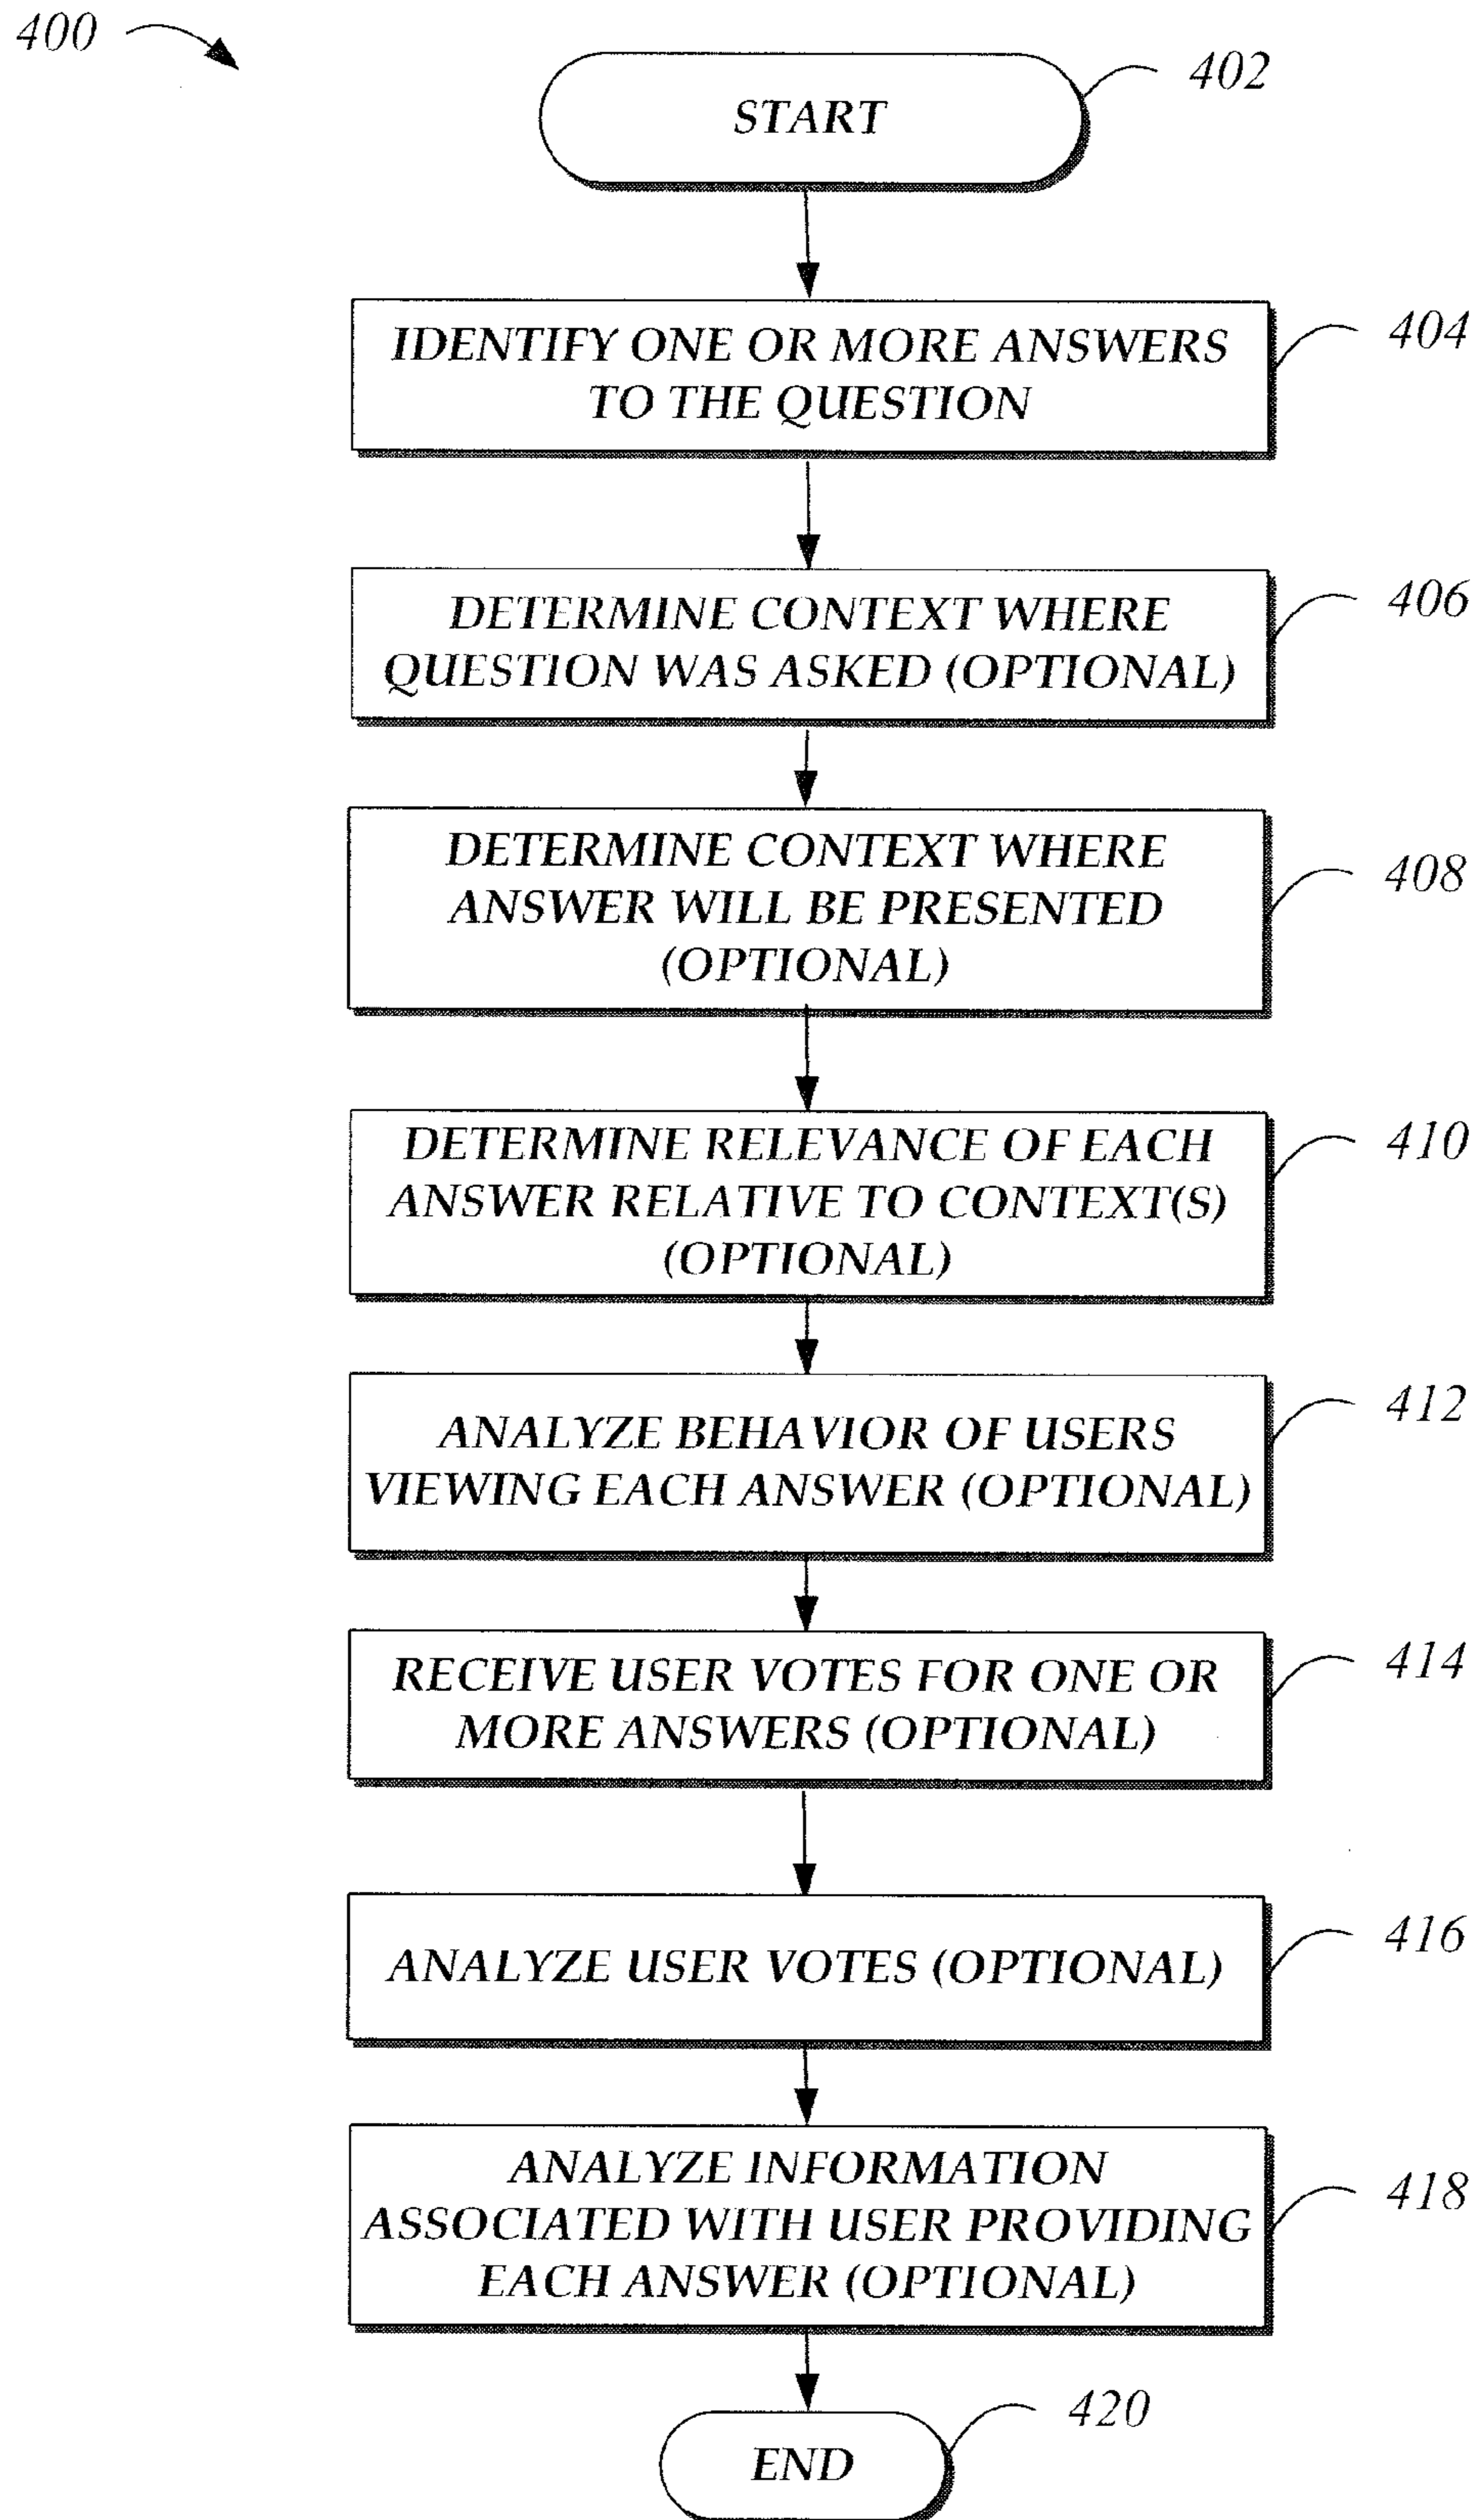 400
402
START
404
IDENTIFY ONE OR MORE ANSWERS
TO THE QUESTION
406
DETERMINE CONTEXT WHERE
QUESTION WAS ASKED (OPTIONAL)
408
DETERMINE CONTEXT WHERE
ANSWER WILL BE PRESENTED
(OPTIONAL)
410
DETERMINE RELEVANCE OF EACH
ANSWER RELATIVE TO CONTEXT(S)
(OPTIONAL)
412
ANALYZE BEHAVIOR OF USERS
VIEWING EACH ANSWER (OPTIONAL)
414
RECEIVE USER VOTES FOR ONE OR
MORE ANSWERS (OPTIONAL)
416
ANALYZE USER VOTES (OPTIONAL)
418
ANALYZE INFORMATION
ASSOCIATED WITH USER PROVIDING
EACH ANSWER (OPTIONAL)
420
END